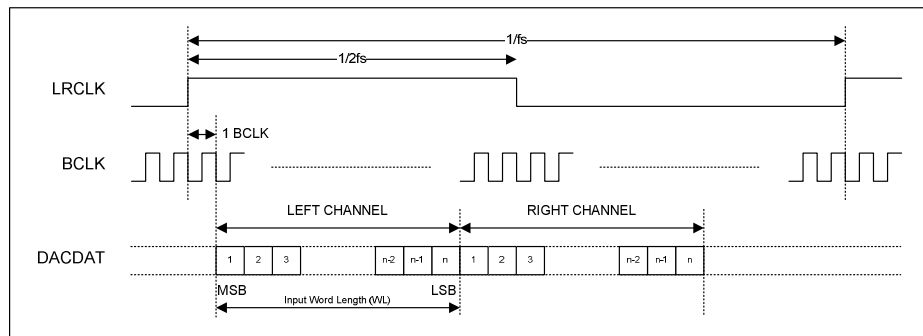 1/fs
1/2fs
LRCLK
1 BCLK
BCLK
LEFT CHANNEL RIGHT CHANNEL
DACDAT 1 2 3 n-2 n-1 n 1 2 3 n-2 n-1 n
MSB LSB
Input Word Length (WL)